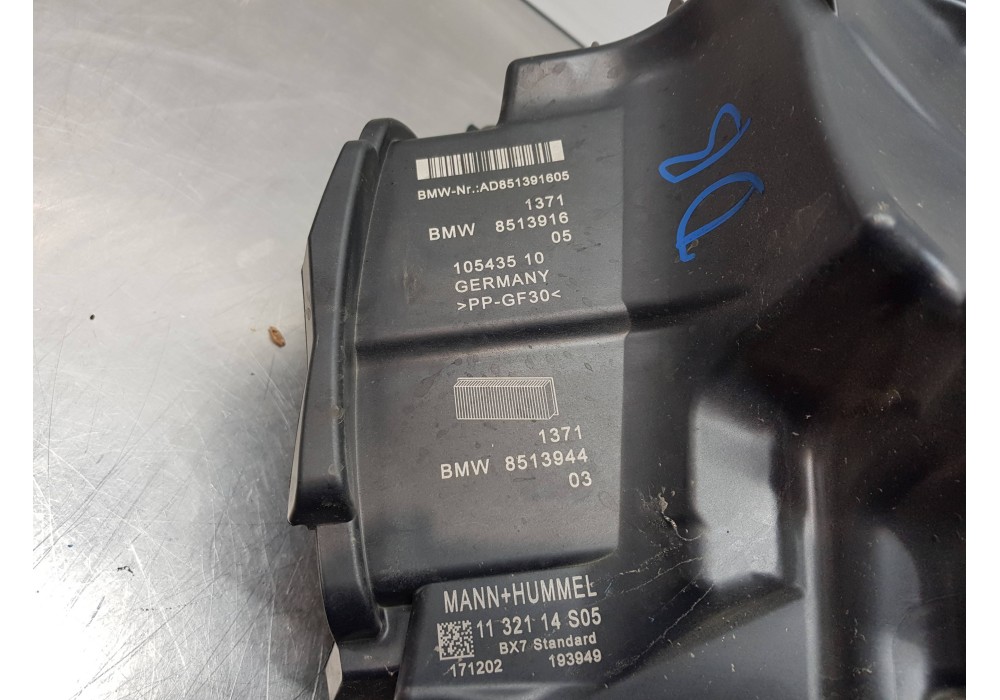 BMW-Nr.:AD851391605
1371
BMW 8513916
05
105435 10
GERMANY
>PP-GF30<
1371
BMW 8513944
03
MANN+HUMMEL
11 321 14 S05
BX7 Standard
171202 193949